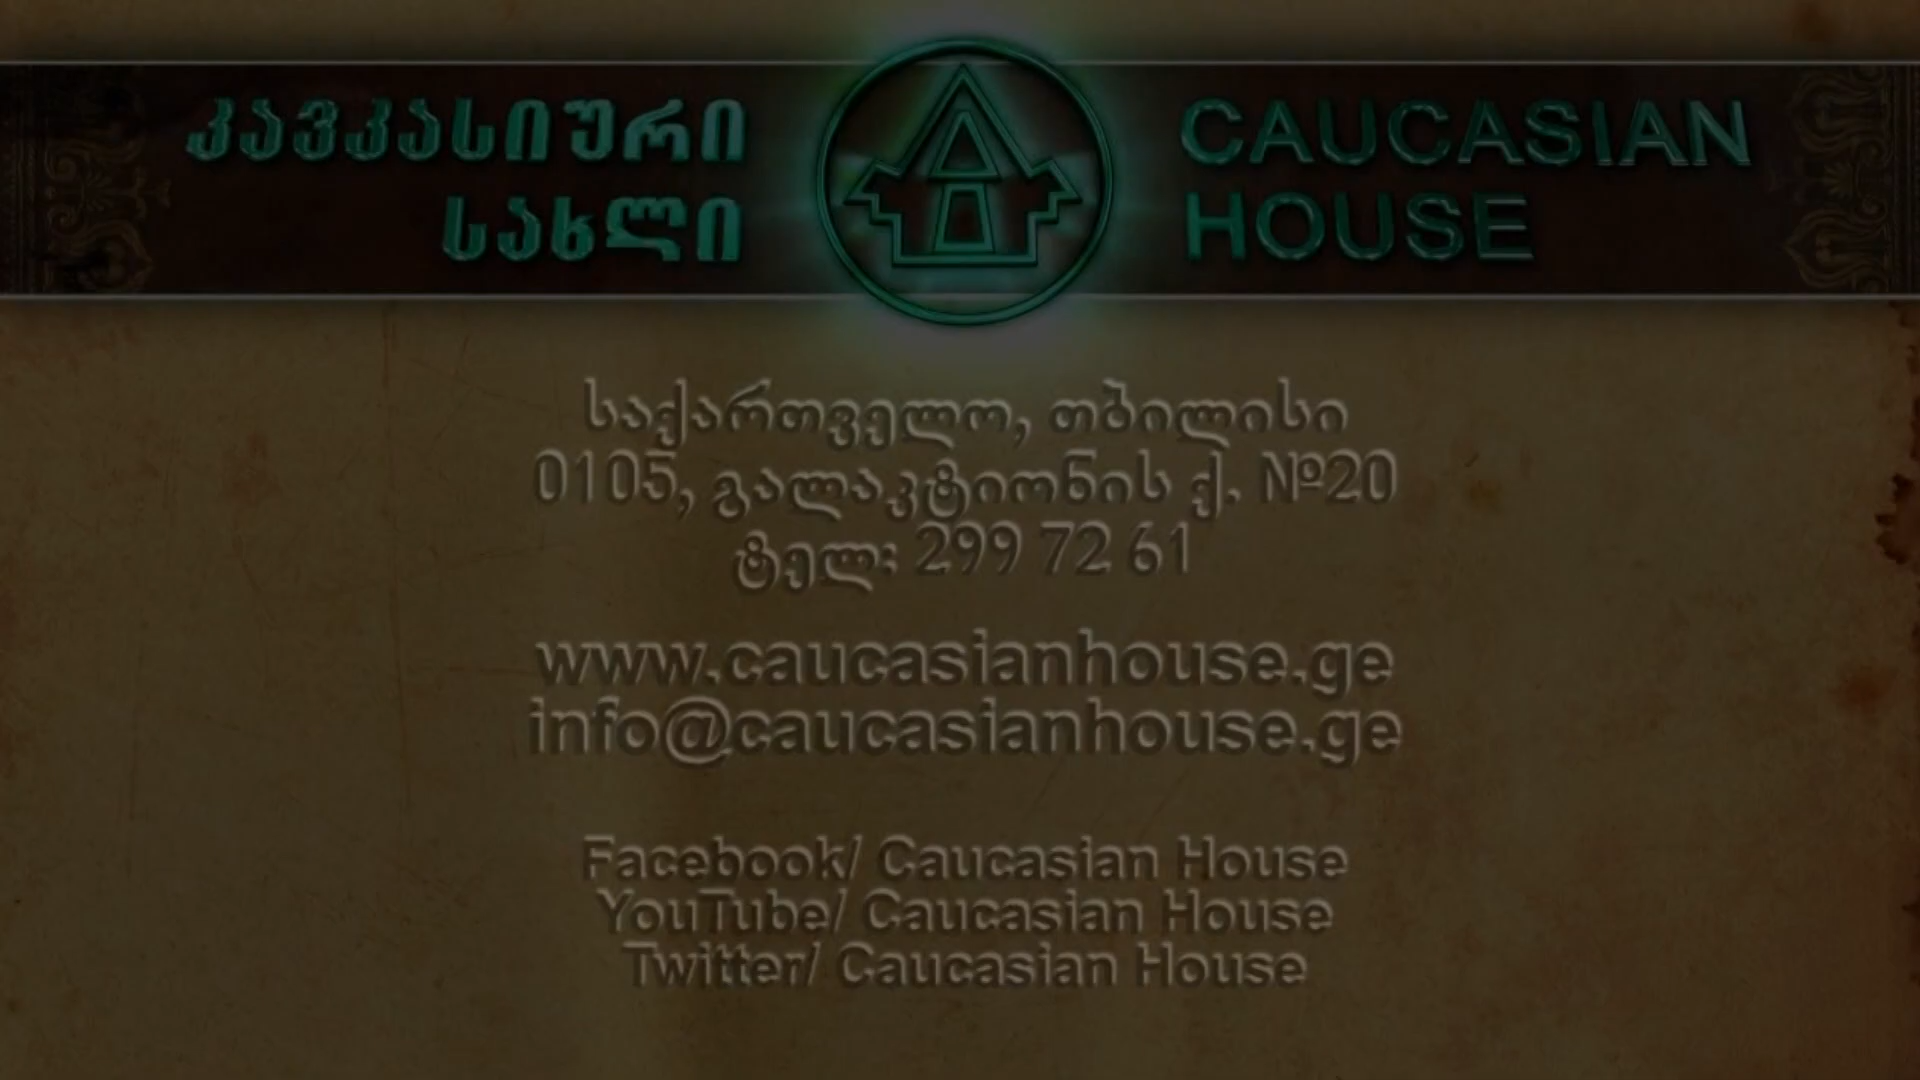 კავკასიური
სახლი
CAUCASIAN
HOUSE
საქართველო, თბილისი
0105, გალაკტიონის ქ. №20
ტელ: 299 72 61
www.caucasianhouse.ge
info@caucasianhouse.ge
Facebook/ Caucasian House
YouTube/ Caucasian House
Twitter/ Caucasian House